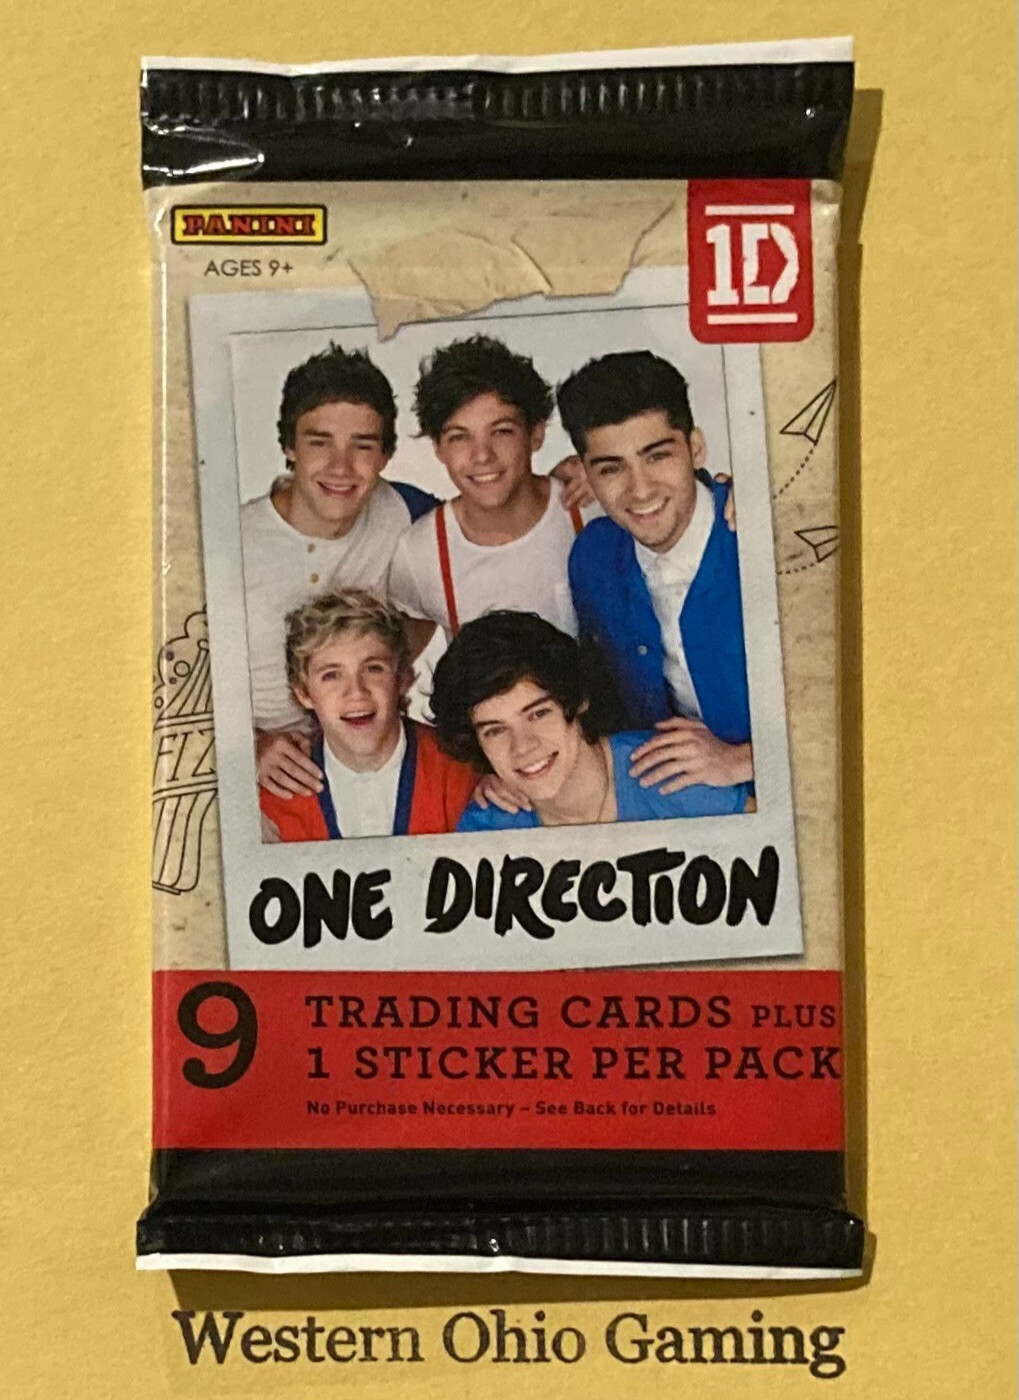 PANINI
AGES 9+
1D
FIZ
ONE DIRECTION
9 TRADING CARDS PLUS
1 STICKER PER PACK
No Purchase Necessary – See Back for Details
Western Ohio Gaming